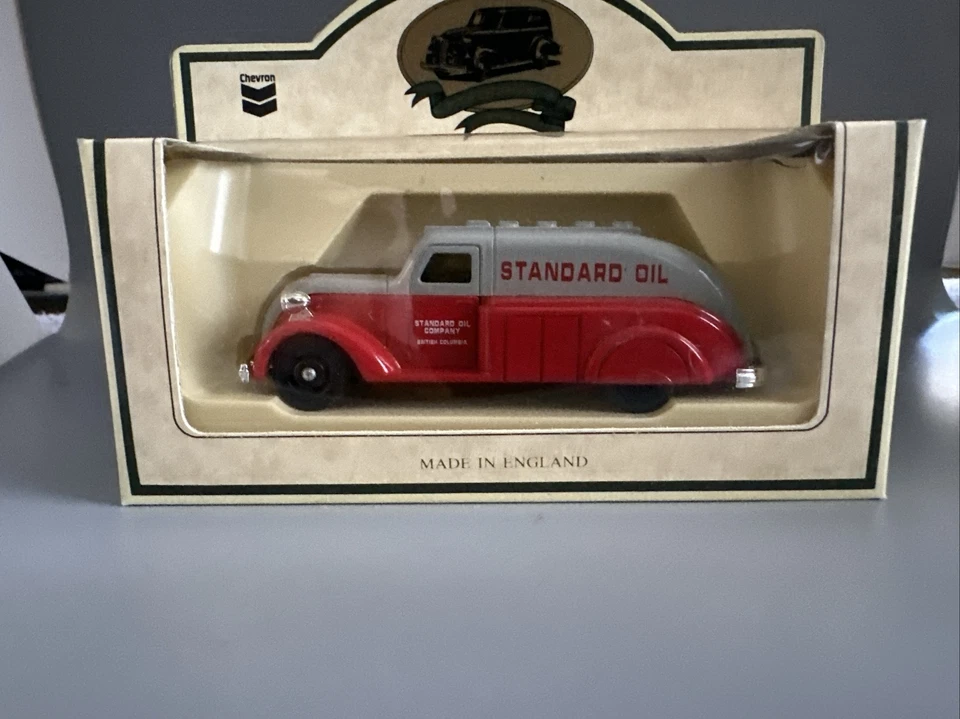 Chevron
STANDARD OIL
STANDARD OIL
COMPANY
BRITISH COLUMBIA
MADE IN ENGLAND